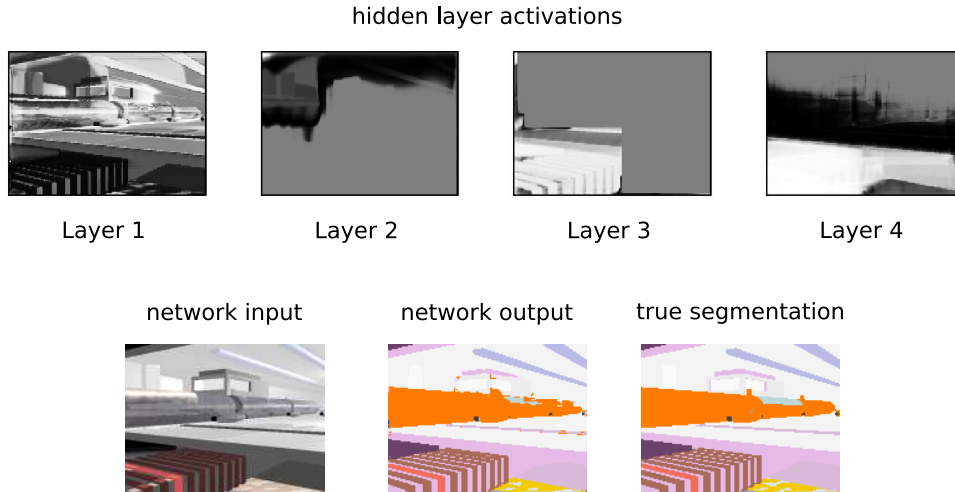 hidden layer activations
Layer 1
Layer 2
Layer 3
Layer 4
network input
network output
true segmentation